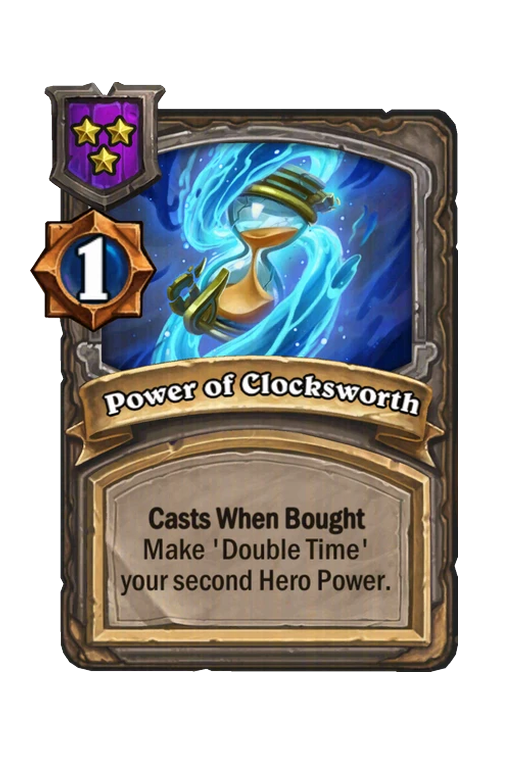 1
Power of Clocksworth
Casts When Bought
Make 'Double Time'
your second Hero Power.